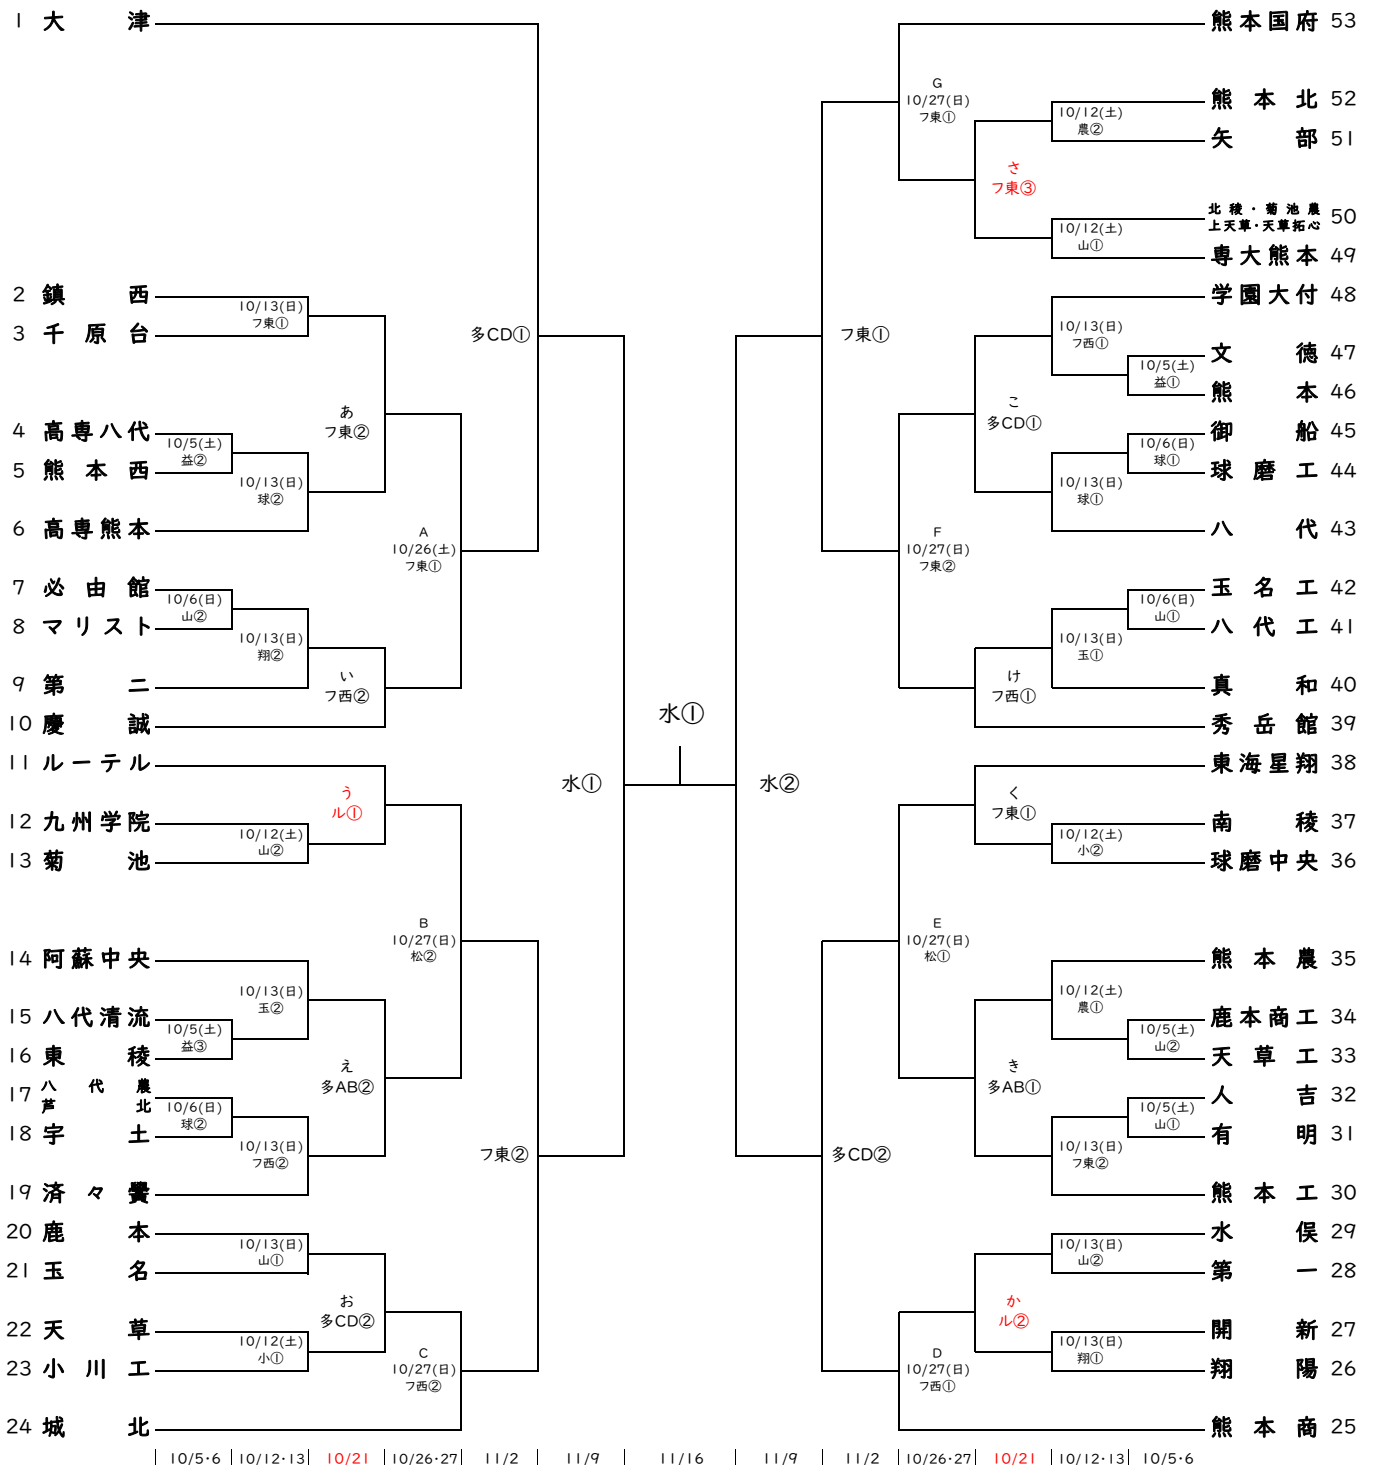 1 大津
2 鎮西
3 千原台
10/13(日)
フ東①
4 高専八代
5 熊本西
10/5(土)
益②
6 高専熊本
10/13(日)
球②
あ
フ東②
7 必由館
8 マリスト
10/6(日)
山②
9 第二
10/13(日)
翔②
10 慶誠
い
フ西②
A
10/26(土)
フ東①
多CD①
11 ルーテル
12 九州学院
13 菊池
10/12(土)
山②
う
ル①
14 阿蘇中央
15 八代清流
16 東稜
10/5(土)
益③
10/13(日)
玉②
17 八代農
芦北
18 宇土
10/6(日)
球②
19 済々黌
10/13(日)
フ西②
え
多AB②
B
10/27(日)
松②
20 鹿本
21 玉名
10/13(日)
山①
22 天草
23 小川工
10/12(土)
小①
お
多CD②
24 城北
C
10/27(日)
フ西②
フ東②
水①
水①
水②
熊本国府 53
熊本北 52
矢部 51
10/12(土)
農②
北稜・菊池農
上天草・天草拓心 50
専大熊本 49
10/12(土)
山①
さ
フ東③
G
10/27(日)
フ東①
学園大付 48
文徳 47
熊本 46
10/5(土)
益①
10/13(日)
フ西①
御船 45
球磨工 44
10/6(日)
球①
八代 43
10/13(日)
球①
こ
多CD①
玉名工 42
八代工 41
10/6(日)
山①
真和 40
10/13(日)
玉①
秀岳館 39
け
フ西①
F
10/27(日)
フ東②
フ東①
東海星翔 38
南稜 37
球磨中央 36
10/12(土)
小②
く
フ東①
熊本農 35
鹿本商工 34
天草工 33
10/5(土)
山②
10/12(土)
農①
人吉 32
有明 31
10/5(土)
山①
熊本工 30
10/13(日)
フ東②
き
多AB①
E
10/27(日)
松①
水俣 29
第一 28
10/13(日)
山②
開新 27
翔陽 26
10/13(日)
翔①
か
ル②
熊本商 25
D
10/27(日)
フ西①
多CD②
10/5・6 10/12・13 10/21 10/26・27 11/2 11/9 11/16 11/9 11/2 10/26・27 10/21 10/12・13 10/5・6